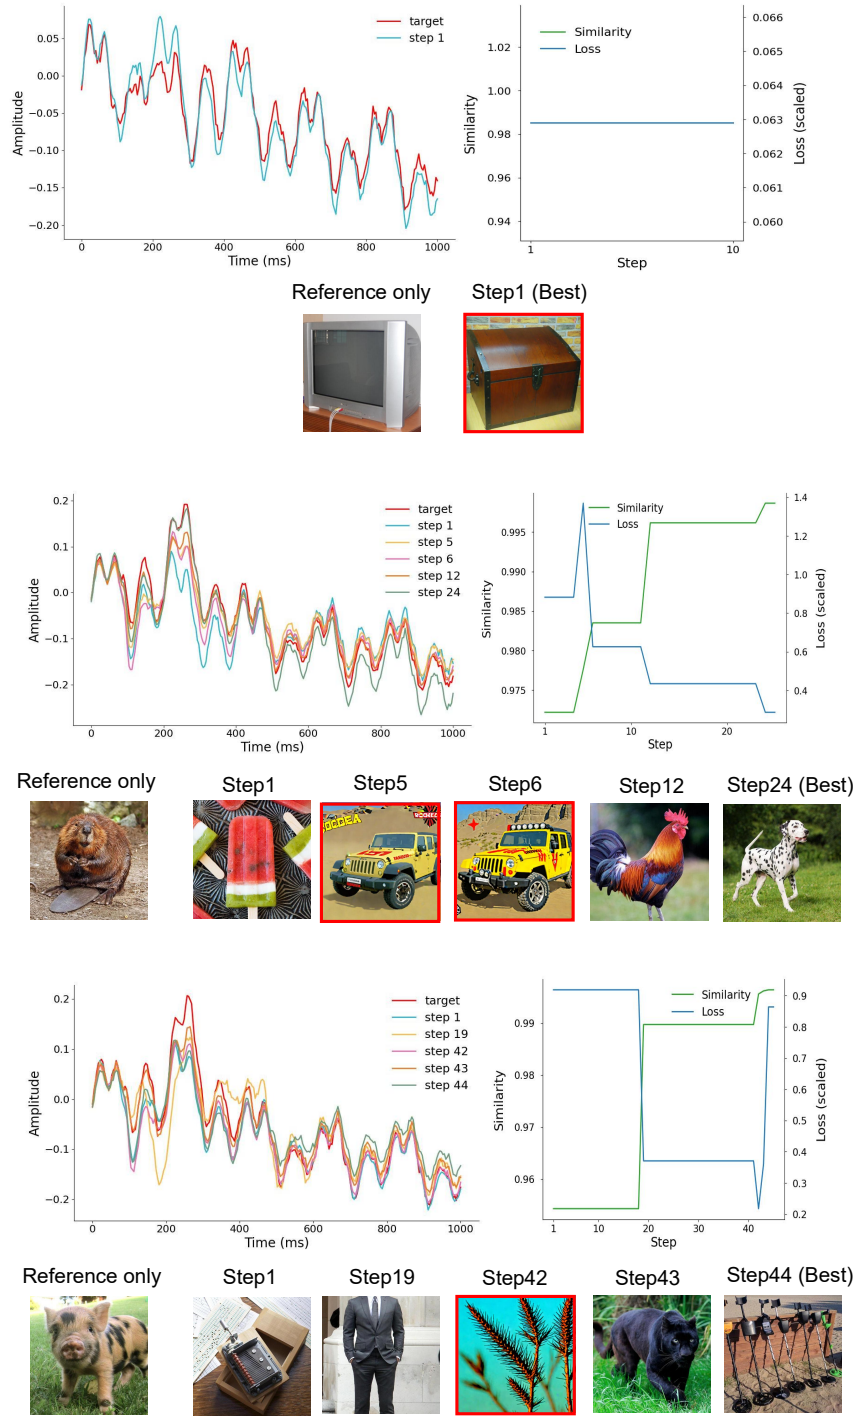 target
step 1
0.05
0.00
−0.05
−0.10
−0.15
−0.20
Amplitude
0 200 400 600 800 1000
Time (ms)
Similarity
Loss
1.02
1.00
0.98
0.96
0.94
Similarity
0.066
0.065
0.064
0.063
0.062
0.061
0.060
Loss (scaled)
1 10
Step
Reference only Step1 (Best)
target
step 1
step 5
step 6
step 12
step 24
0.2
0.1
0.0
−0.1
−0.2
Amplitude
0 200 400 600 800 1000
Time (ms)
Similarity
Loss
0.995
0.990
0.985
0.980
0.975
Similarity
1.4
1.2
1.0
0.8
0.6
0.4
Loss (scaled)
1 10 20
Step
Reference only Step1 Step5 Step6 Step12 Step24 (Best)
target
step 1
step 19
step 42
step 43
step 44
0.2
0.1
0.0
−0.1
−0.2
Amplitude
0 200 400 600 800 1000
Time (ms)
Similarity
Loss
0.99
0.98
0.97
0.96
Similarity
0.9
0.8
0.7
0.6
0.5
0.4
0.3
0.2
Loss (scaled)
1 10 20 30 40
Step
Reference only Step1 Step19 Step42 Step43 Step44 (Best)